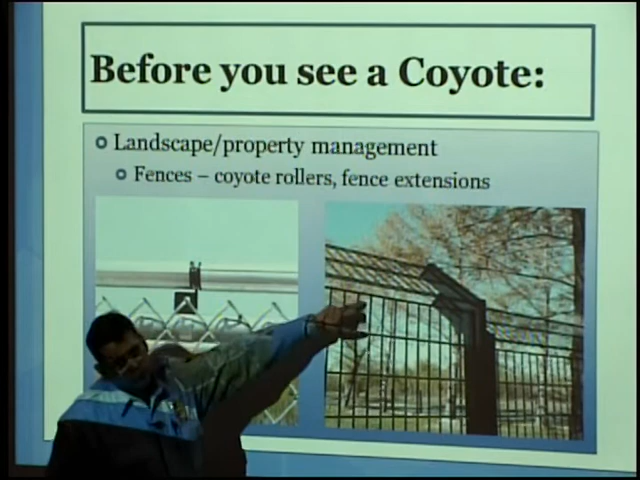 Before you see a Coyote:
Landscape/property management
Fences – coyote rollers, fence extensions